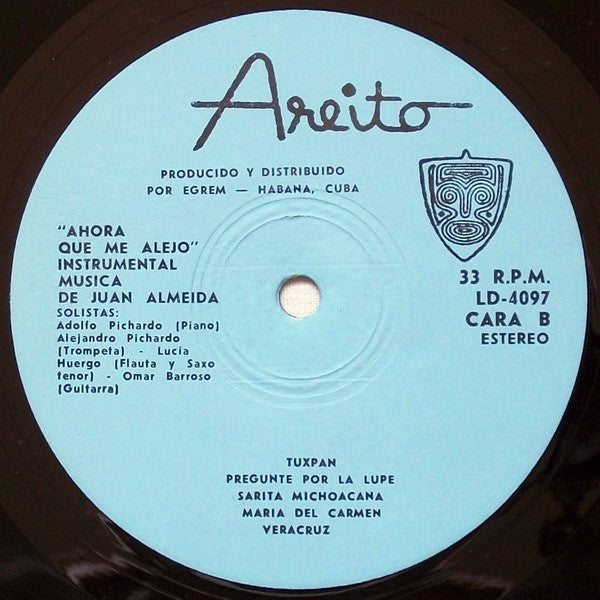 Areito
PRODUCIDO Y DISTRIBUIDO
POR EGREM — HABANA, CUBA
"AHORA
QUE ME ALEJO"
INSTRUMENTAL
MUSICA
DE JUAN ALMEIDA
SOLISTAS:
Adolfo Pichardo (Piano)
Alejandro Pichardo
(Trompeta) - Lucía
Huergo (Flauta y Saxo
tenor) - Omar Barroso
(Guitarra)
33 R.P.M.
LD-4097
CARA B
ESTEREO
TUXPAN
PREGUNTE POR LA LUPE
SARITA MICHOACANA
MARIA DEL CARMEN
VERACRUZ